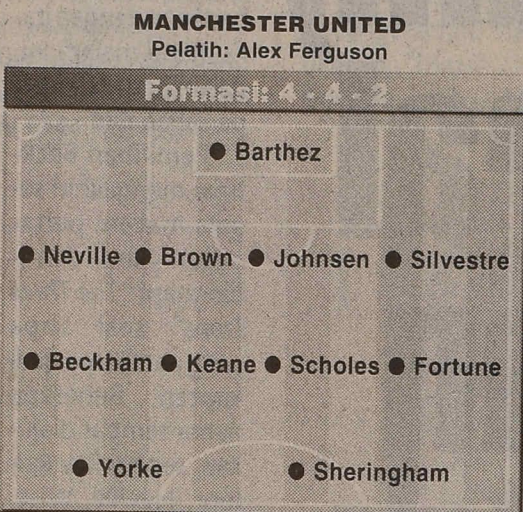 MANCHESTER UNITED
Pelatih: Alex Ferguson
Formasi: 4 - 4 - 2
Barthez
Neville Brown Johnsen Silvestre
Beckham Keane Scholes Fortune
Yorke Sheringham